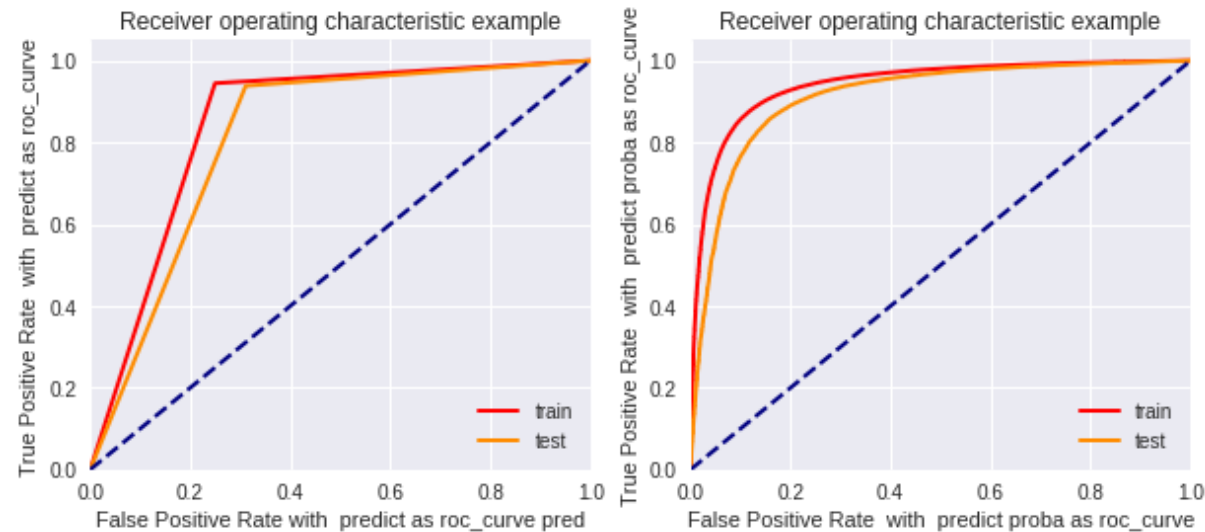 Receiver operating characteristic example
True Positive Rate with predict as roc_curve
1.0
0.8
0.6
0.4
0.2
0.0
train
test
0.0 0.2 0.4 0.6 0.8 1.0
False Positive Rate with predict as roc_curve pred
Receiver operating characteristic example
True Positive Rate with predict proba as roc_curve
1.0
0.8
0.6
0.4
0.2
0.0
train
test
0.0 0.2 0.4 0.6 0.8 1.0
False Positive Rate with predict proba as roc_curve